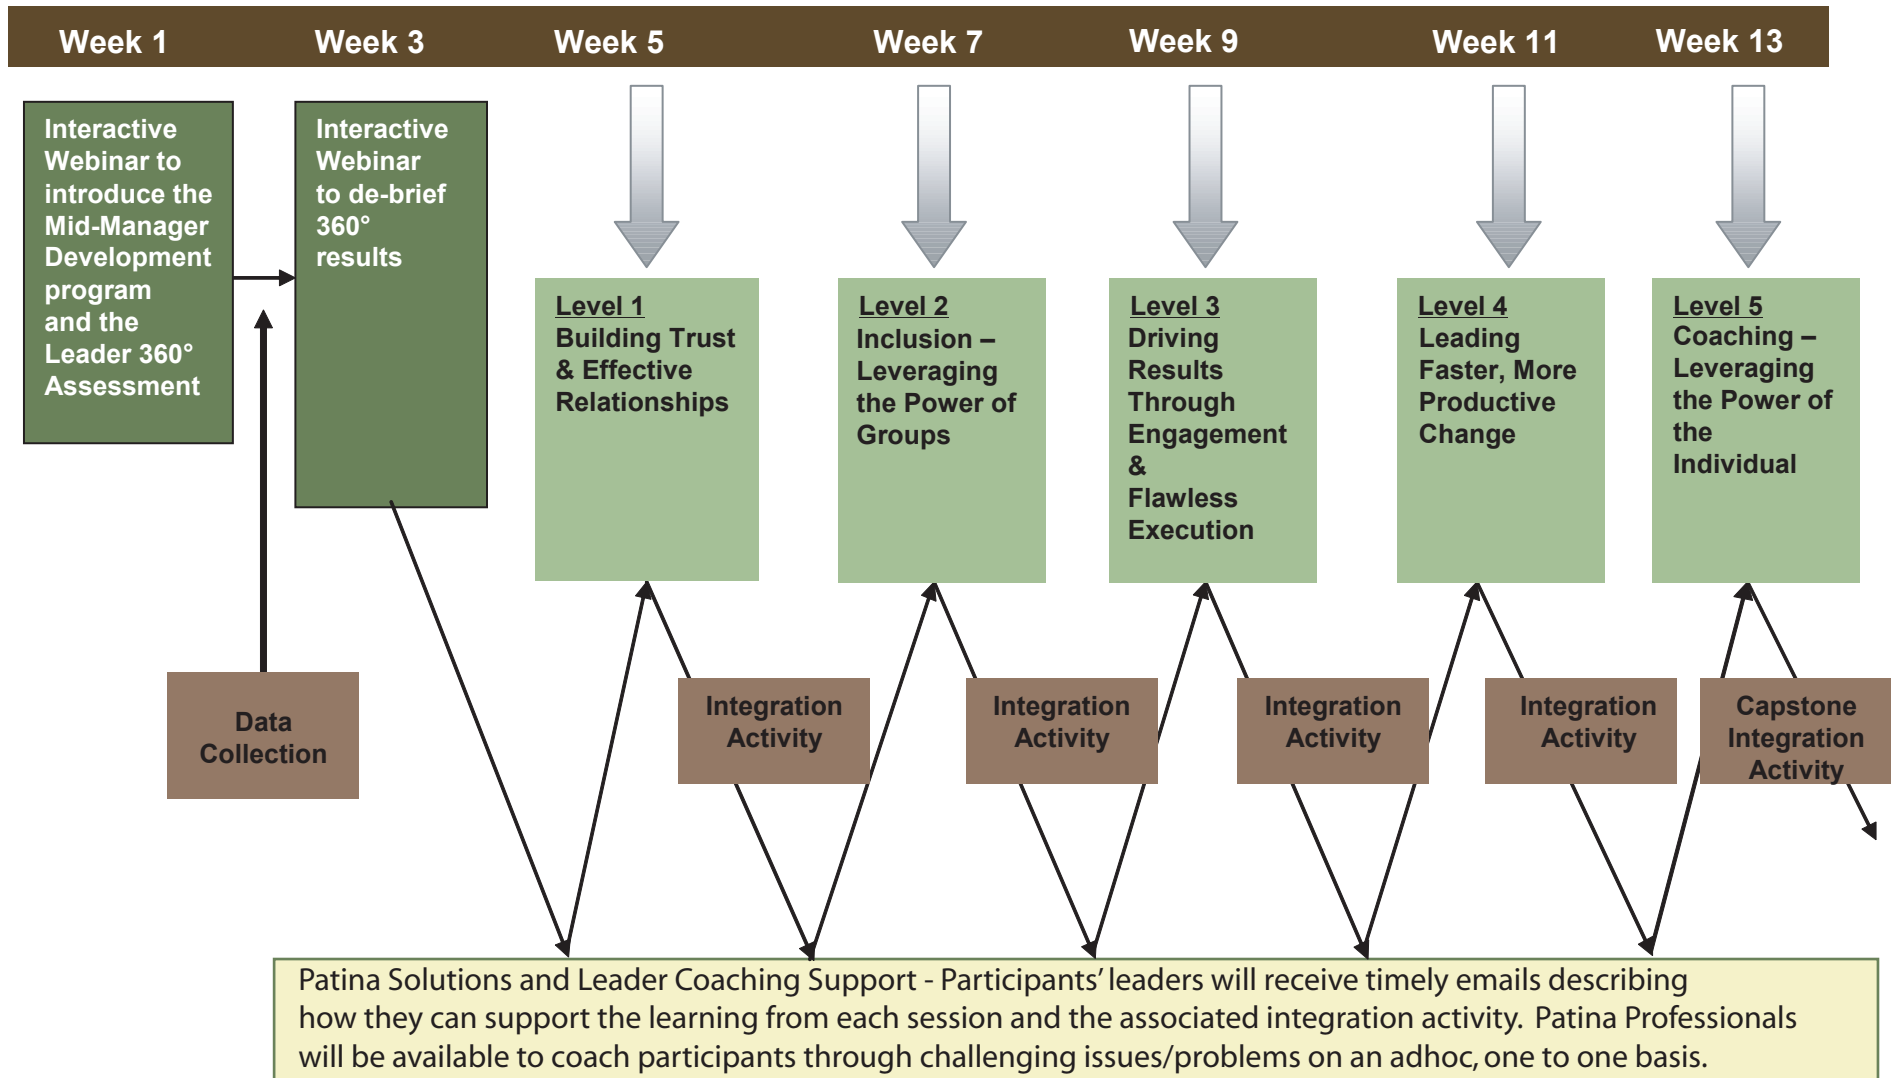 Week 1 Week 3 Week 5 Week 7 Week 9 Week 11 Week 13
Interactive
Webinar to
introduce the
Mid-Manager
Development
program
and the
Leader 360°
Assessment
Interactive
Webinar
to de-brief
360°
results
Level 1
Building Trust
& Effective
Relationships
Level 2
Inclusion –
Leveraging
the Power of
Groups
Level 3
Driving
Results
Through
Engagement
&
Flawless
Execution
Level 4
Leading
Faster, More
Productive
Change
Level 5
Coaching –
Leveraging
the Power of
the
Individual
Data
Collection
Integration
Activity
Integration
Activity
Integration
Activity
Integration
Activity
Capstone
Integration
Activity
Patina Solutions and Leader Coaching Support - Participants’ leaders will receive timely emails describing
how they can support the learning from each session and the associated integration activity. Patina Professionals
will be available to coach participants through challenging issues/problems on an adhoc, one to one basis.